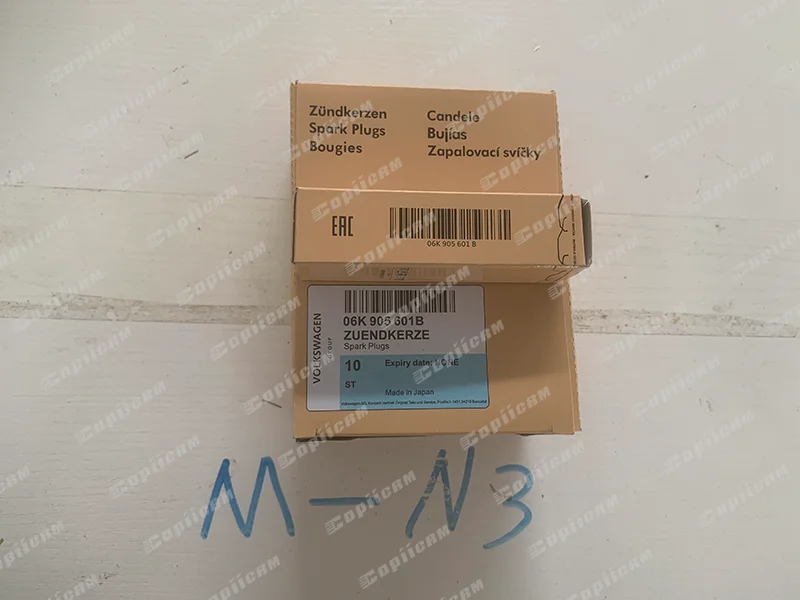 Zündkerzen
Spark Plugs
Bougies
Candele
Bujías
Zapalovací svíčky
EAC
06K 905 601 B
VOLKSWAGEN
GROUP
06K 905 601B
ZUENDKERZE
Spark Plugs
10
ST
Expiry date: NONE
Made in Japan
M-N3
Copiicam